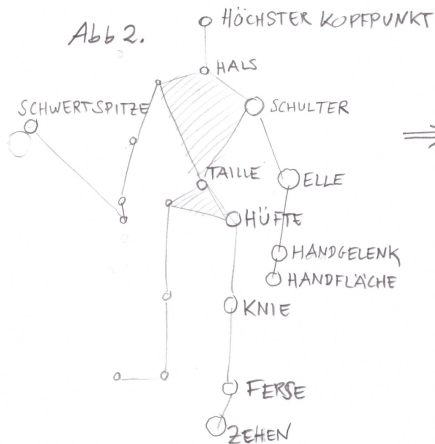 Abb 2.
HÖCHSTER KOPFPUNKT
HALS
SCHWERTSPITZE
SCHULTER
TAILLE
ELLE
HÜFTE
HANDGELENK
HANDFLÄCHE
KNIE
FERSE
ZEHEN